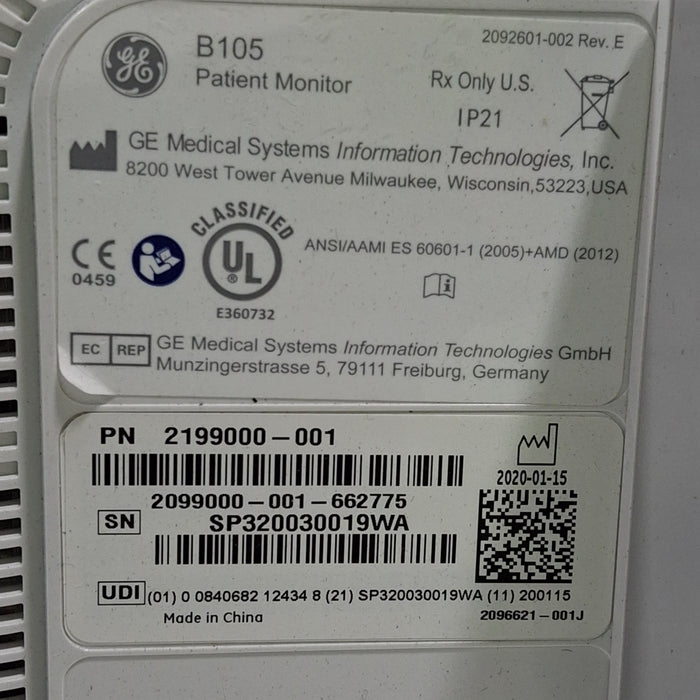 GE
B105
Patient Monitor
2092601-002 Rev. E
Rx Only U.S.
IP21
GE Medical Systems Information Technologies, Inc.
8200 West Tower Avenue Milwaukee, Wisconsin,53223,USA
CE
0459
CLASSIFIED
UL
®
E360732
ANSI/AAMI ES 60601-1 (2005)+AMD (2012)
EC REP
GE Medical Systems Information Technologies GmbH
Munzingerstrasse 5, 79111 Freiburg, Germany
PN 2199000-001
2099000-001-662775
SN SP320030019WA
2020-01-15
UDI (01) 0 0840682 12434 8 (21) SP320030019WA (11) 200115
Made in China
2096621-001J